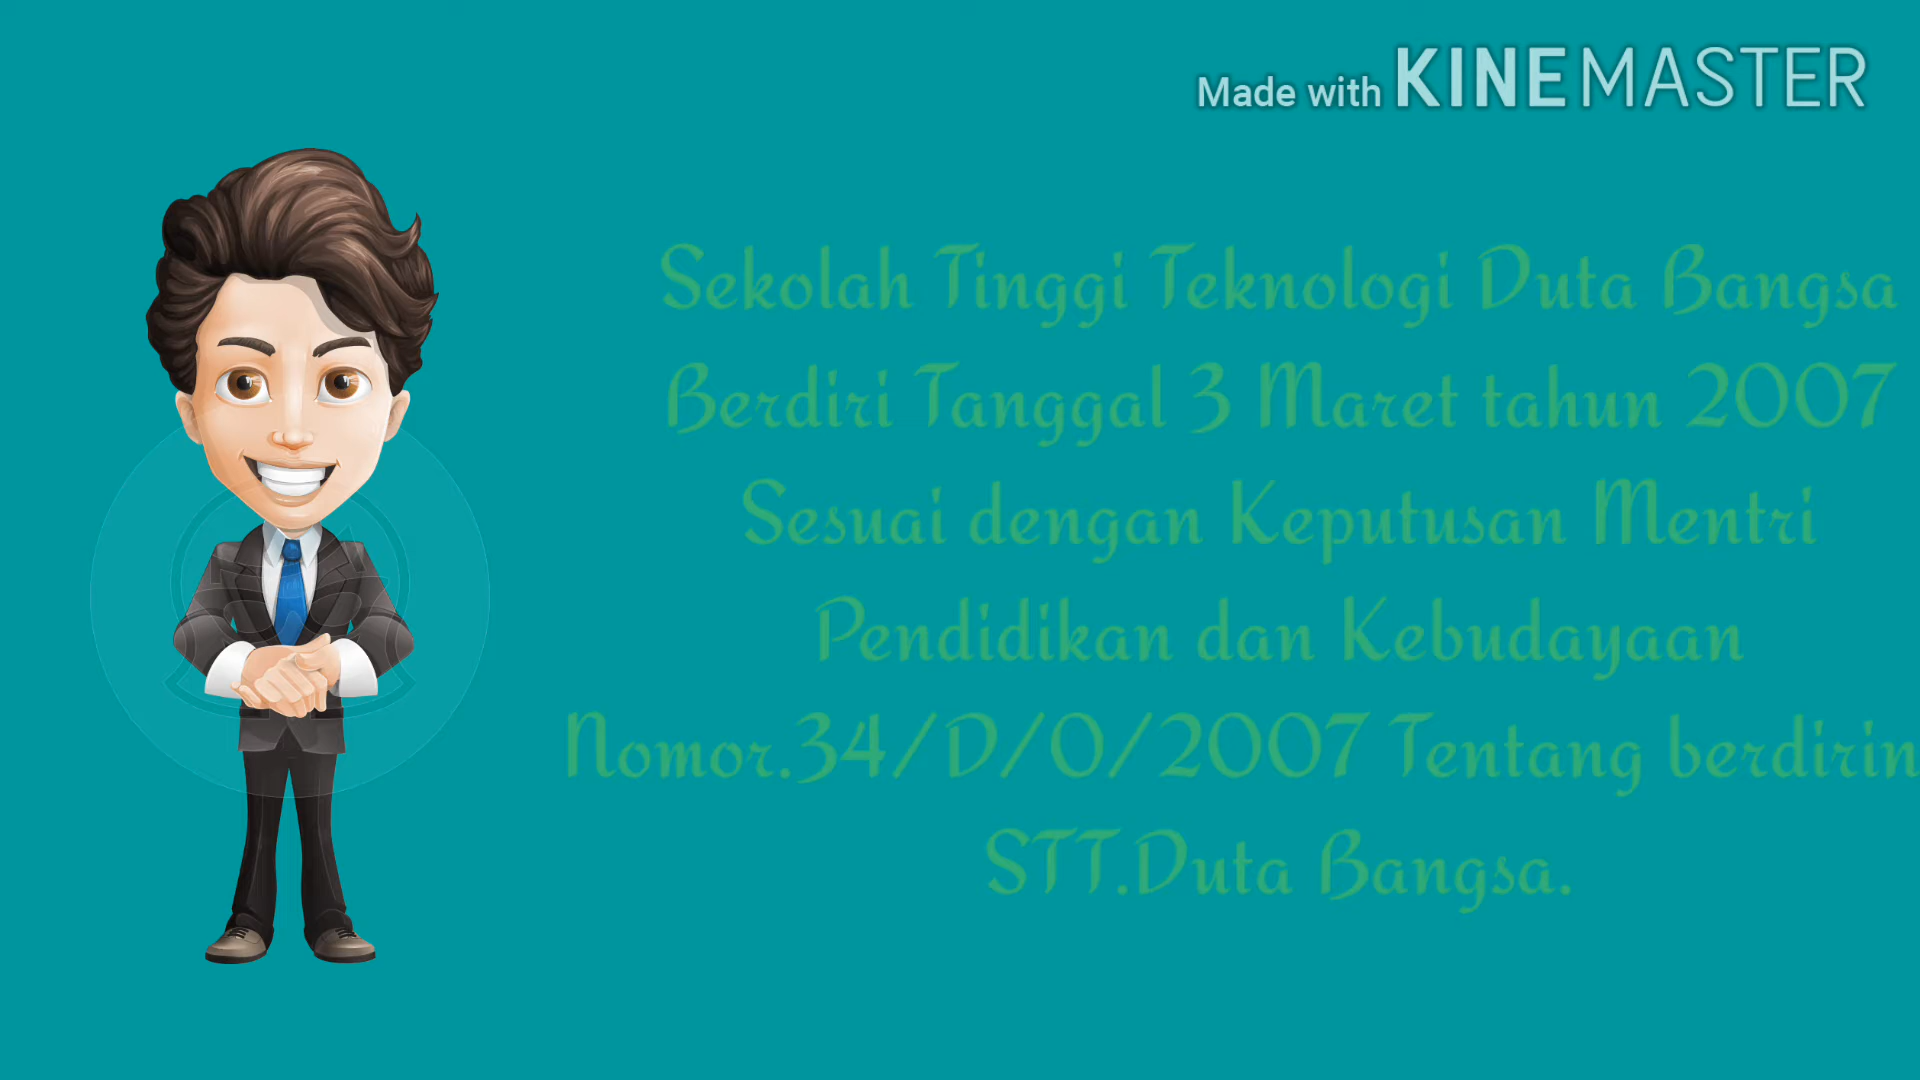 Made with KINEMASTER
Sekolah Tinggi Teknologi Duta Bangsa
Berdiri Tanggal 3 Maret tahun 2007
Sesuai dengan Keputusan Mentri
Pendidikan dan Kebudayaan
Nomor.34/D/O/2007 Tentang berdirin
STT.Duta Bangsa.